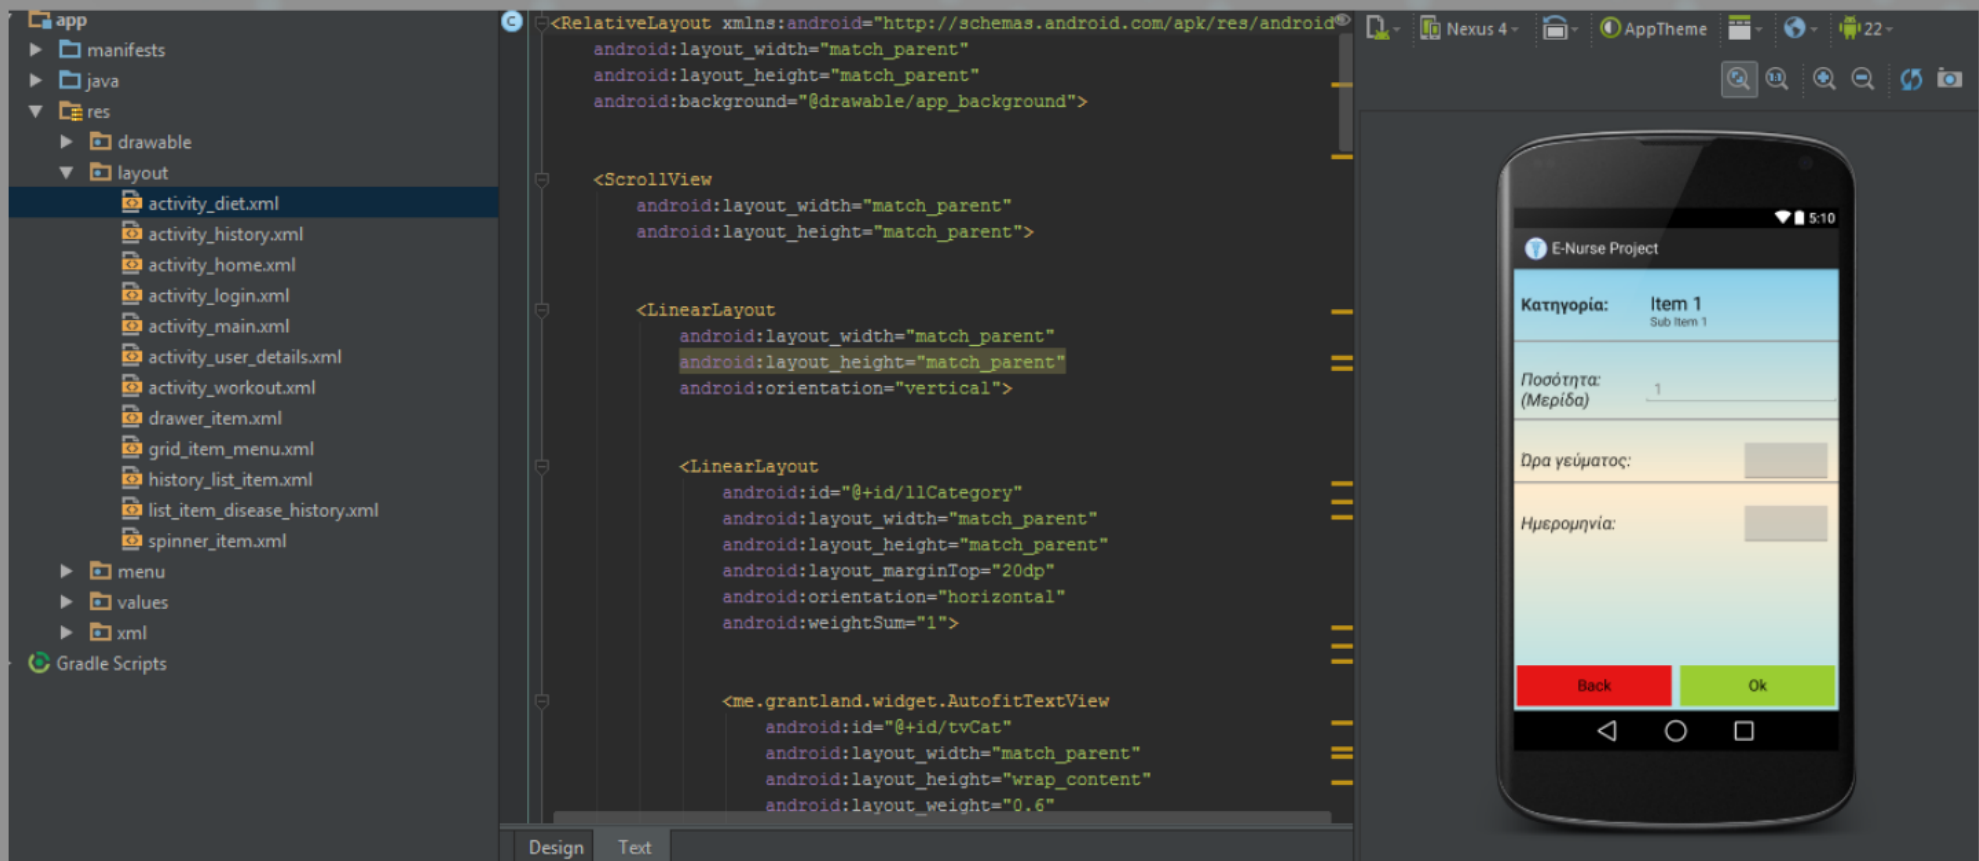 app
manifests
java
res
drawable
layout
activity_diet.xml
activity_history.xml
activity_home.xml
activity_login.xml
activity_main.xml
activity_user_details.xml
activity_workout.xml
drawer_item.xml
grid_item_menu.xml
history_list_item.xml
list_item_disease_history.xml
spinner_item.xml
menu
values
xml
Gradle Scripts
C
<RelativeLayout xmlns:android="http://schemas.android.com/apk/res/android
android:layout_width="match_parent"
android:layout_height="match_parent"
android:background="@drawable/app_background">
<ScrollView
android:layout_width="match_parent"
android:layout_height="match_parent">
<LinearLayout
android:layout_width="match_parent"
android:layout_height="match_parent"
android:orientation="vertical">
<LinearLayout
android:id="@+id/llCategory"
android:layout_width="match_parent"
android:layout_height="match_parent"
android:layout_marginTop="20dp"
android:orientation="horizontal"
android:weightSum="1">
<me.grantland.widget.AutofitTextView
android:id="@+id/tvCat"
android:layout_width="match_parent"
android:layout_height="wrap_content"
android:layout_weight="0.6"
Design Text
Nexus 4 AppTheme 22
1:1
5:10
E-Nurse Project
Κατηγορία: Item 1
Sub Item 1
Ποσότητα:
(Μερίδα) 1
Ώρα γεύματος:
Ημερομηνία:
Back Ok